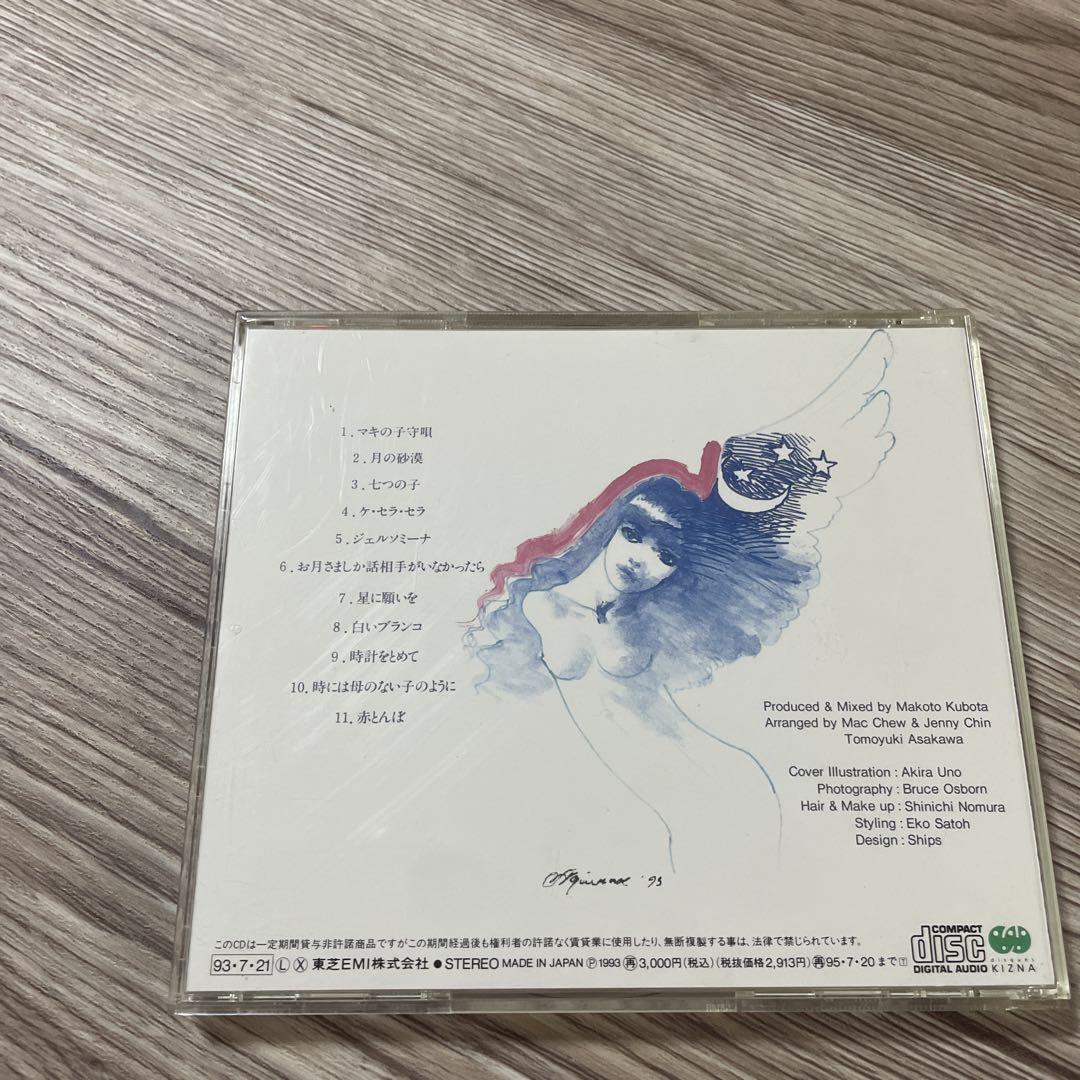 1.マキの子守唄
2.月の砂漠
3.七つの子
4.ケ・セラ・セラ
5.ジェルソミーナ
6.お月さましか話相手がいなかったら
7.星に願いを
8.白いブランコ
9.時計をとめて
10.時には母のない子のように
11.赤とんぼ
Produced & Mixed by Makoto Kubota
Arranged by Mac Chew & Jenny Chin
Tomoyuki Asakawa
Cover Illustration : Akira Uno
Photography : Bruce Osborn
Hair & Make up : Shinichi Nomura
Styling : Eko Satoh
Design : Ships
'93
このCDは一定期間貸与非許諾商品ですがこの期間経過後も権利者の許諾なく賃貸業に使用したり、無断複製する事は、法律で禁じられています。
93・7・21 Ⓛ Ⓧ 東芝EMI株式会社 ● STEREO MADE IN JAPAN Ⓟ 1993 再 3,000円(税込)(税抜価格2,913円) 再 95・7・20まで Ⓣ
COMPACT
disc
DIGITAL AUDIO
disques
KIZNA